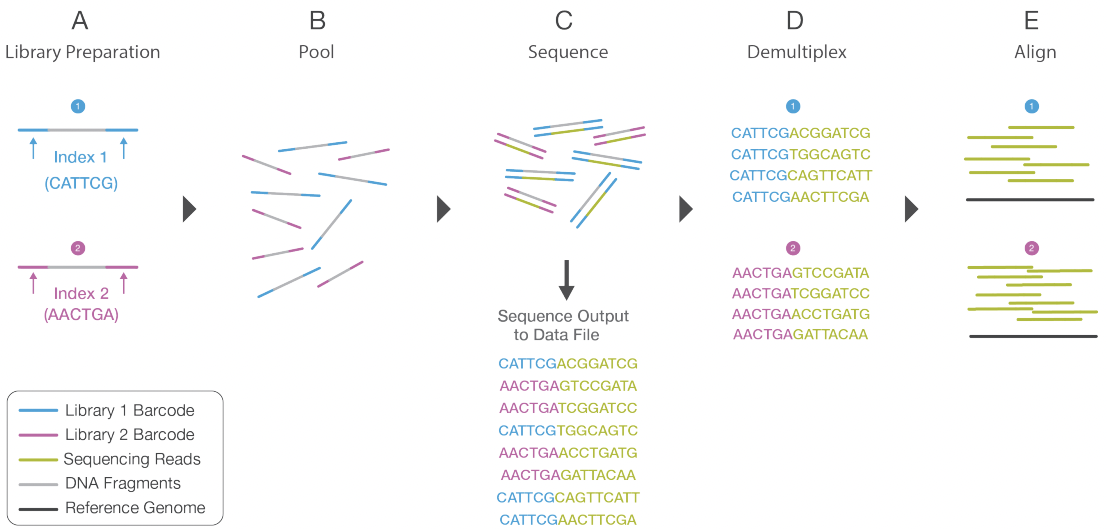 A
Library Preparation
1
Index 1
(CATTCG)
2
Index 2
(AACTGA)
Library 1 Barcode
Library 2 Barcode
Sequencing Reads
DNA Fragments
Reference Genome
B
Pool
C
Sequence
Sequence Output
to Data File
CATTCGACGGATCG
AACTGAGTCCGATA
AACTGATCGGATCC
CATTCGTGGCAGTC
AACTGAACCTGATG
AACTGAGATTACAA
CATTCGCAGTTCATT
CATTCGAACTTCGA
D
Demultiplex
1
CATTCGACGGATCG
CATTCGTGGCAGTC
CATTCGCAGTTCATT
CATTCGAACTTCGA
2
AACTGAGTCCGATA
AACTGATCGGATCC
AACTGAACCTGATG
AACTGAGATTACAA
E
Align
1
2